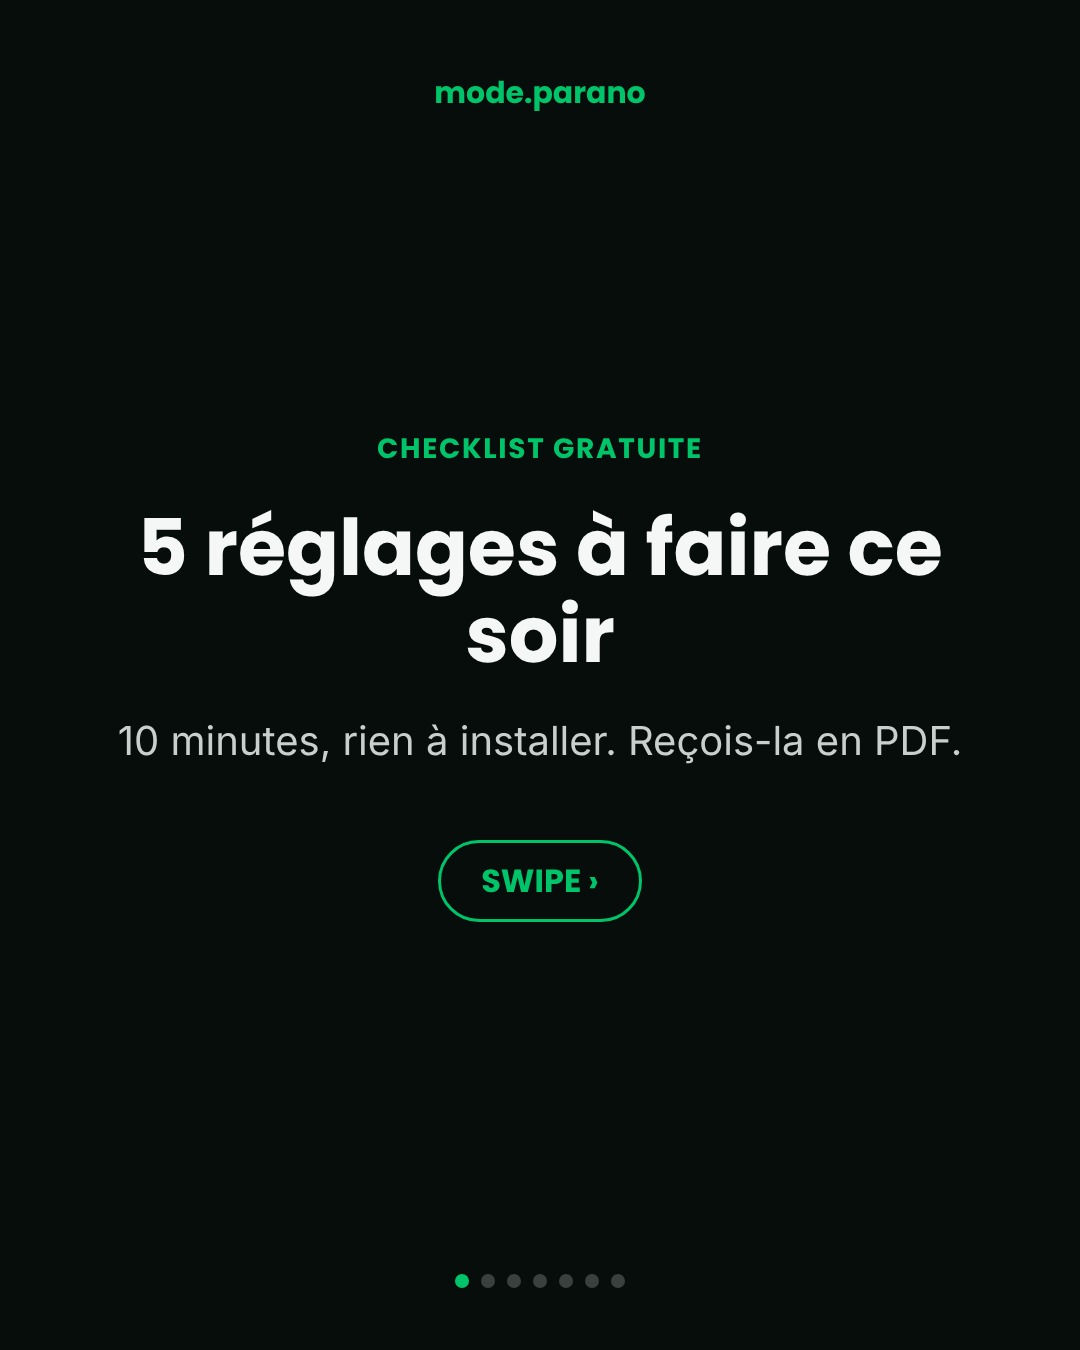 mode.parano
CHECKLIST GRATUITE
5 réglages à faire ce
soir
10 minutes, rien à installer. Reçois-la en PDF.
SWIPE ›